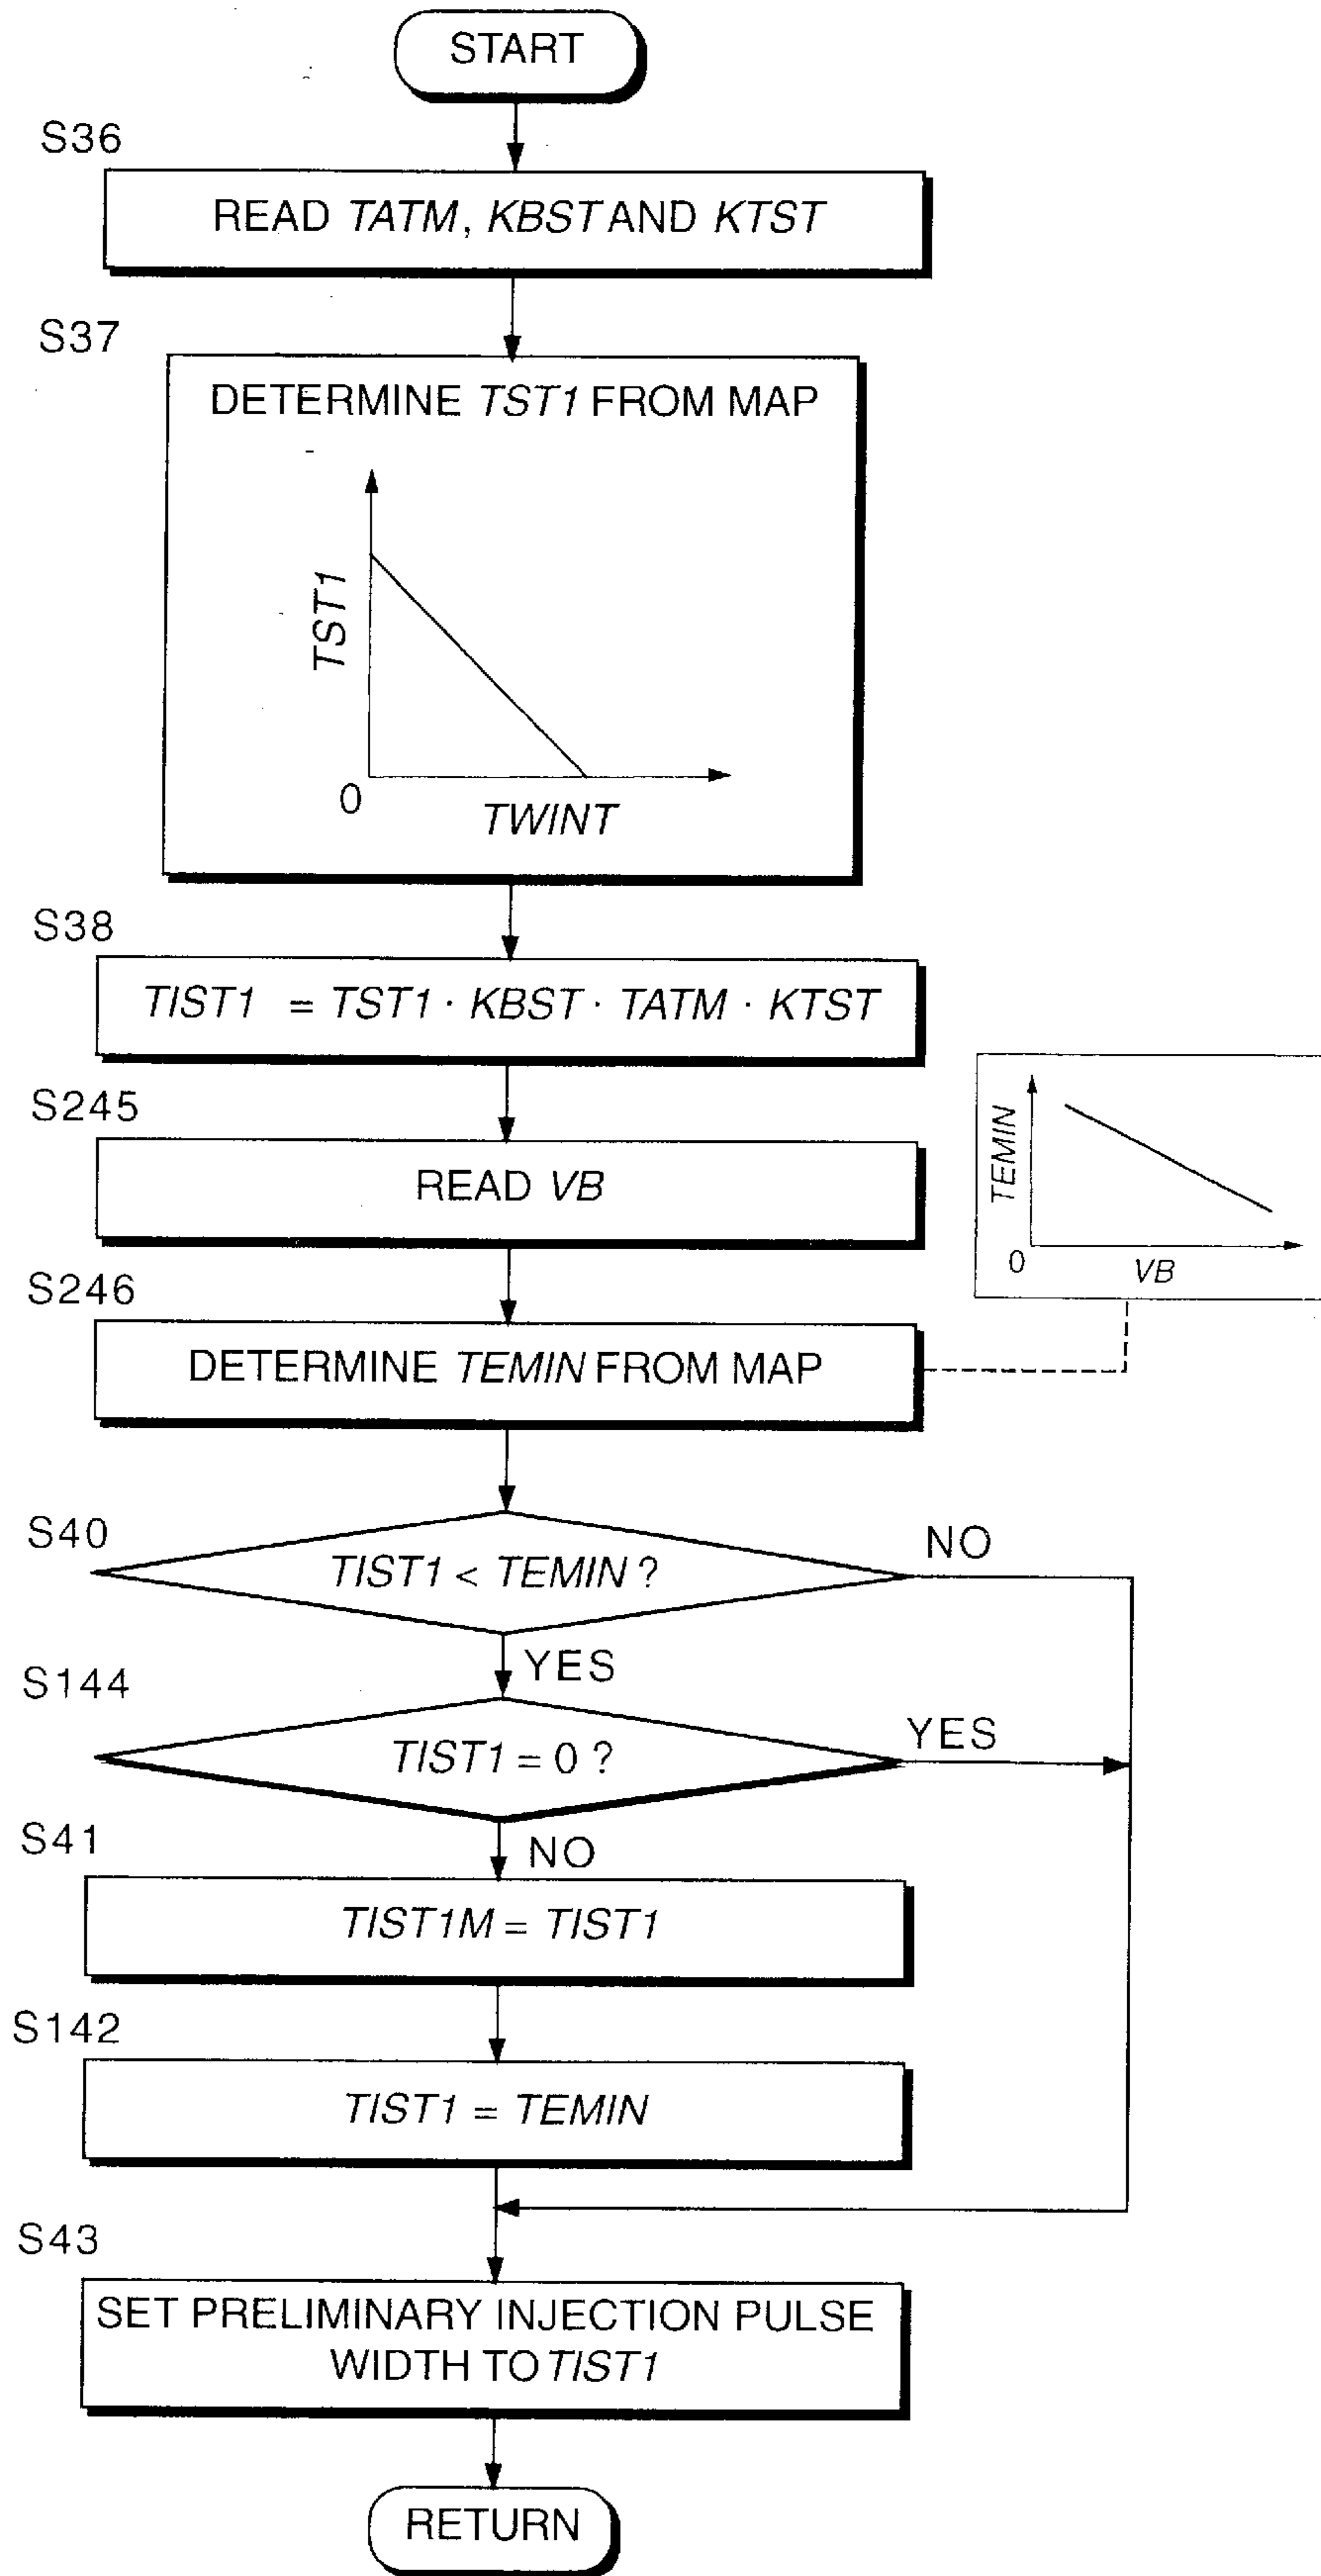 START
S36
READ TATM, KBST AND KTST
S37
DETERMINE TST1 FROM MAP
TST1
0
TWINT
S38
TIST1 = TST1 · KBST · TATM · KTST
S245
READ VB
TEMIN
0
VB
S246
DETERMINE TEMIN FROM MAP
S40
TIST1 < TEMIN ?
NO
YES
S144
TIST1 = 0 ?
YES
NO
S41
TIST1M = TIST1
S142
TIST1 = TEMIN
S43
SET PRELIMINARY INJECTION PULSE
WIDTH TO TIST1
RETURN